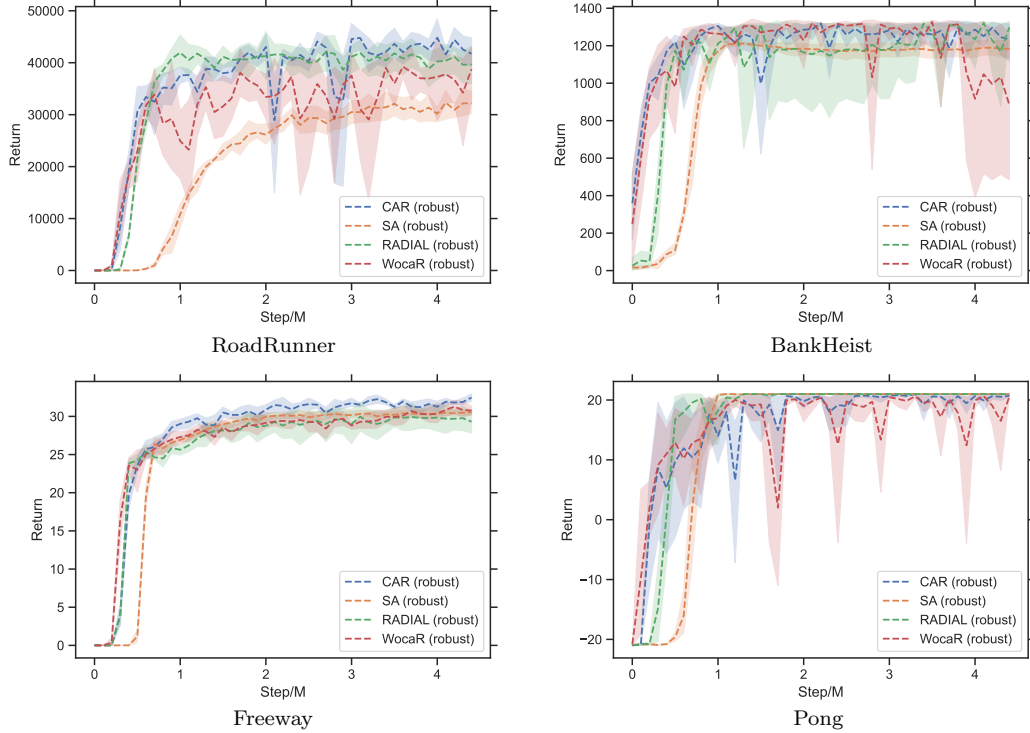 50000
40000
30000
20000
10000
0
Return
CAR (robust)
SA (robust)
RADIAL (robust)
WocaR (robust)
0 1 2 3 4
Step/M
RoadRunner
1400
1200
1000
800
600
400
200
0
Return
CAR (robust)
SA (robust)
RADIAL (robust)
WocaR (robust)
0 1 2 3 4
Step/M
BankHeist
30
25
20
15
10
5
0
Return
CAR (robust)
SA (robust)
RADIAL (robust)
WocaR (robust)
0 1 2 3 4
Step/M
Freeway
20
10
0
−10
−20
Return
CAR (robust)
SA (robust)
RADIAL (robust)
WocaR (robust)
0 1 2 3 4
Step/M
Pong